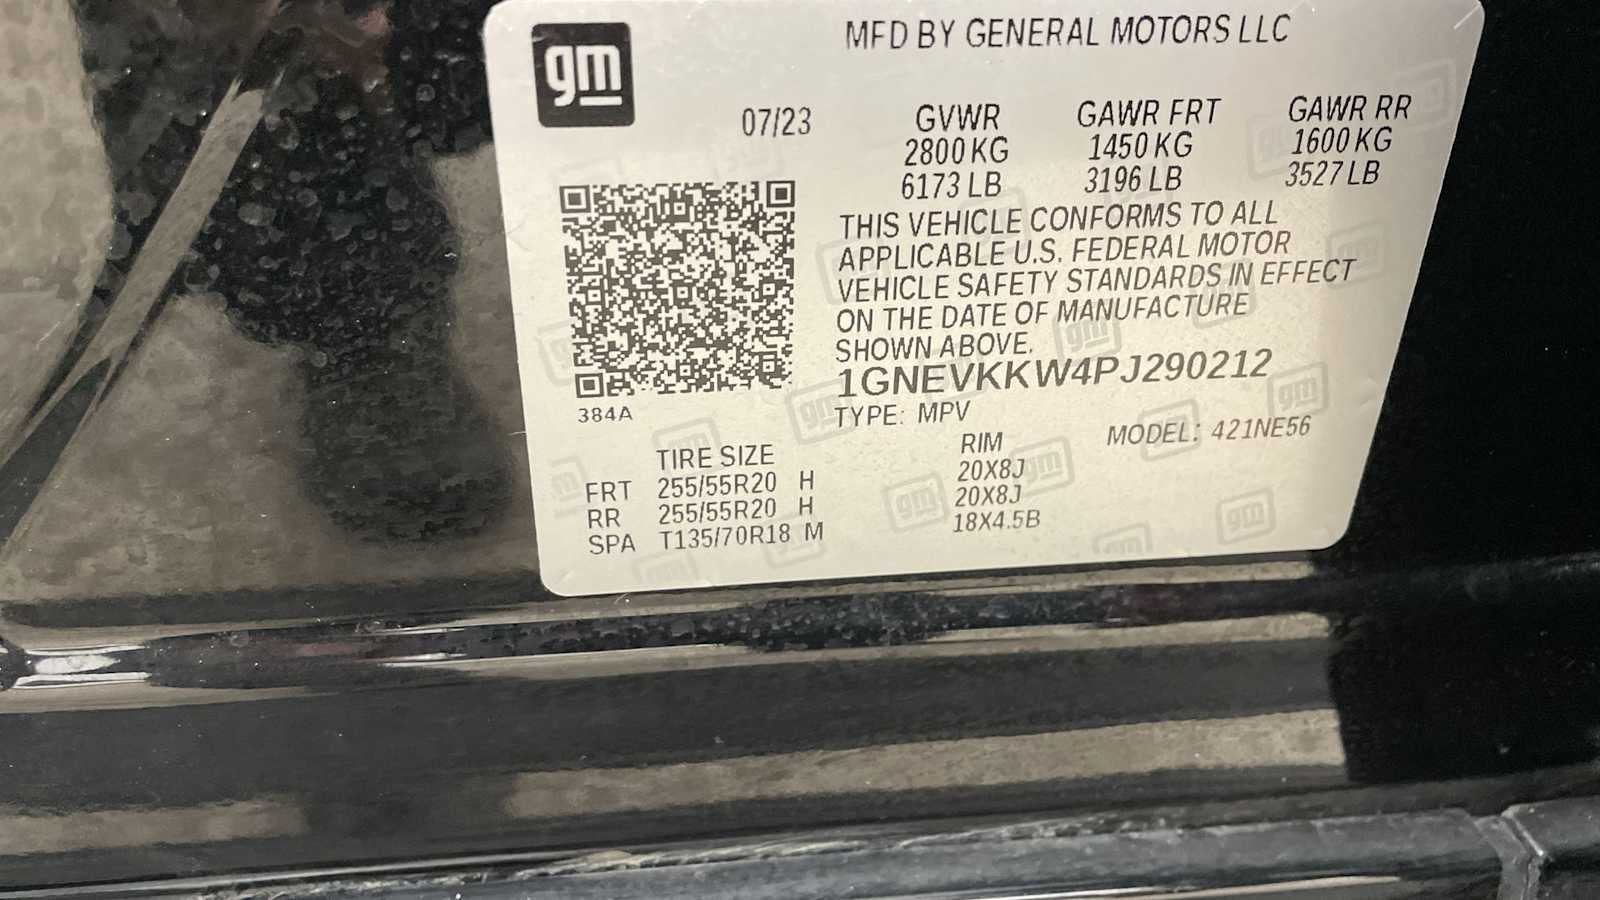 gm
MFD BY GENERAL MOTORS LLC
07/23 GVWR GAWR FRT GAWR RR
2800 KG 1450 KG 1600 KG
6173 LB 3196 LB 3527 LB
THIS VEHICLE CONFORMS TO ALL
APPLICABLE U.S. FEDERAL MOTOR
VEHICLE SAFETY STANDARDS IN EFFECT
ON THE DATE OF MANUFACTURE
SHOWN ABOVE.
1GNEVKKW4PJ290212
384A
TYPE: MPV MODEL: 421NE56
TIRE SIZE RIM
FRT 255/55R20 H 20X8J
RR 255/55R20 H 20X8J
SPA T135/70R18 M 18X4.5B